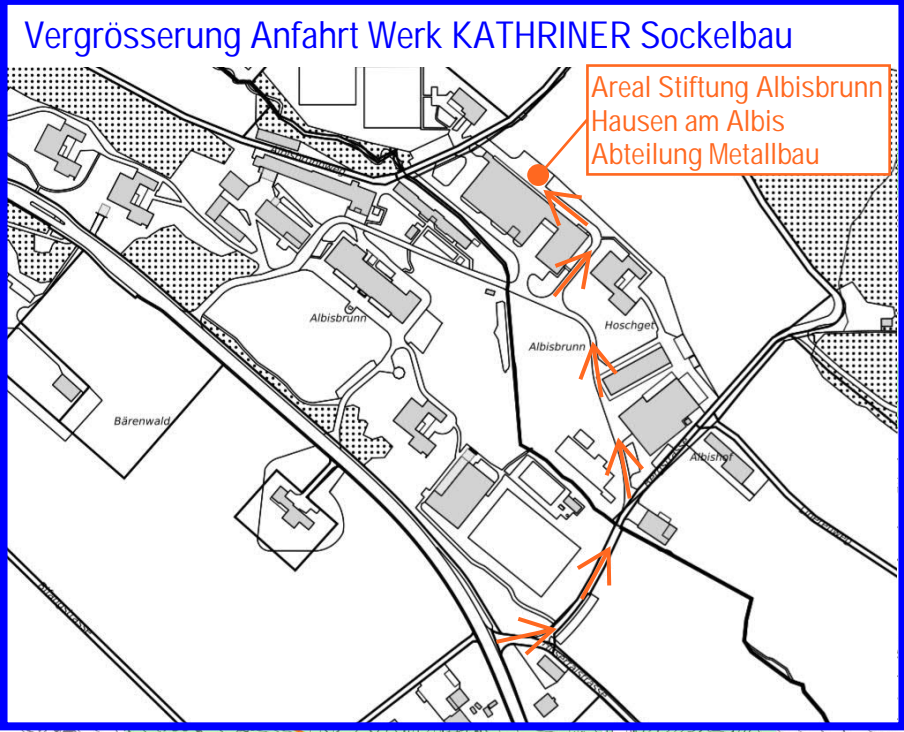 Vergrösserung Anfahrt Werk KATHRINER Sockelbau
Areal Stiftung Albisbrunn
Hausen am Albis
Abteilung Metallbau
Albisbrunn
Hoschget
Albisbrunn
Bärenwald
Albishof